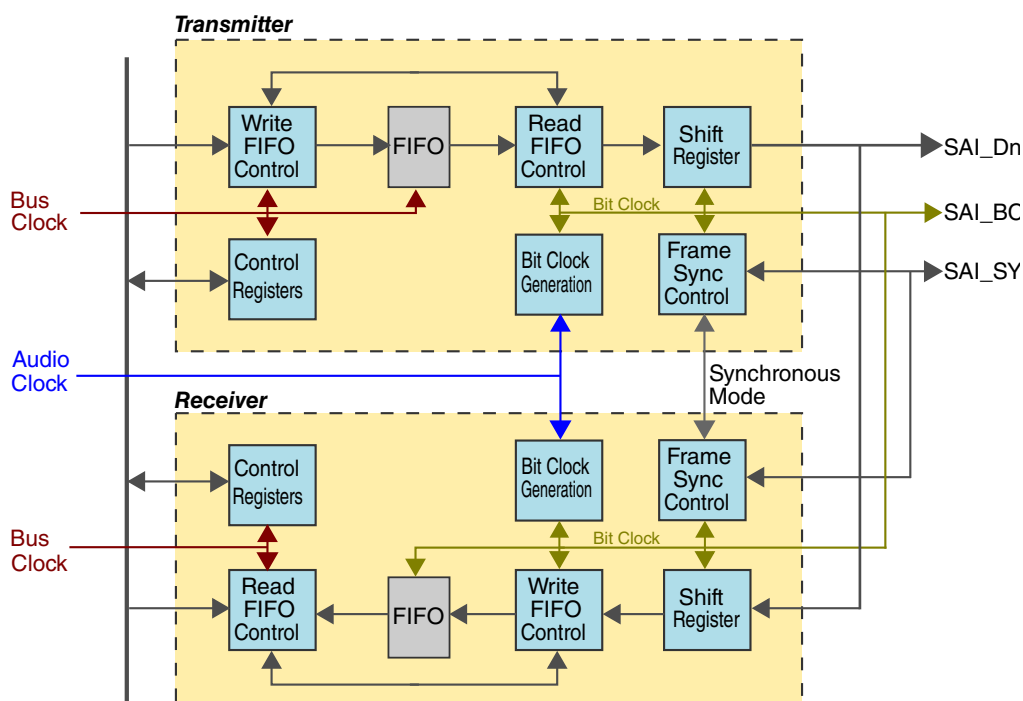 Transmitter
Write
FIFO
Control
FIFO
Read
FIFO
Control
Shift
Register
SAI_Dn
Bus
Clock
Bit Clock
SAI_BC
Control
Registers
Bit Clock
Generation
Frame
Sync
Control
SAI_SY
Audio
Clock
Synchronous
Mode
Receiver
Control
Registers
Bit Clock
Generation
Frame
Sync
Control
Bus
Clock
Bit Clock
Read
FIFO
Control
FIFO
Write
FIFO
Control
Shift
Register